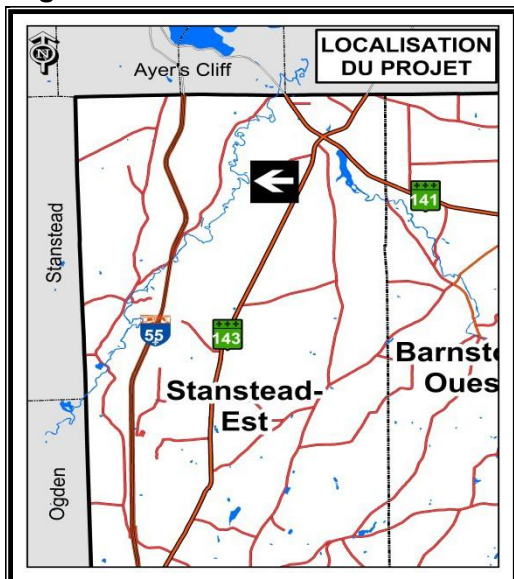 LOCALISATION
DU PROJET
N
Ayer's Cliff
Stanstead
141
55
143
Stanstead-
Est
Barnst
Oues
Ogden